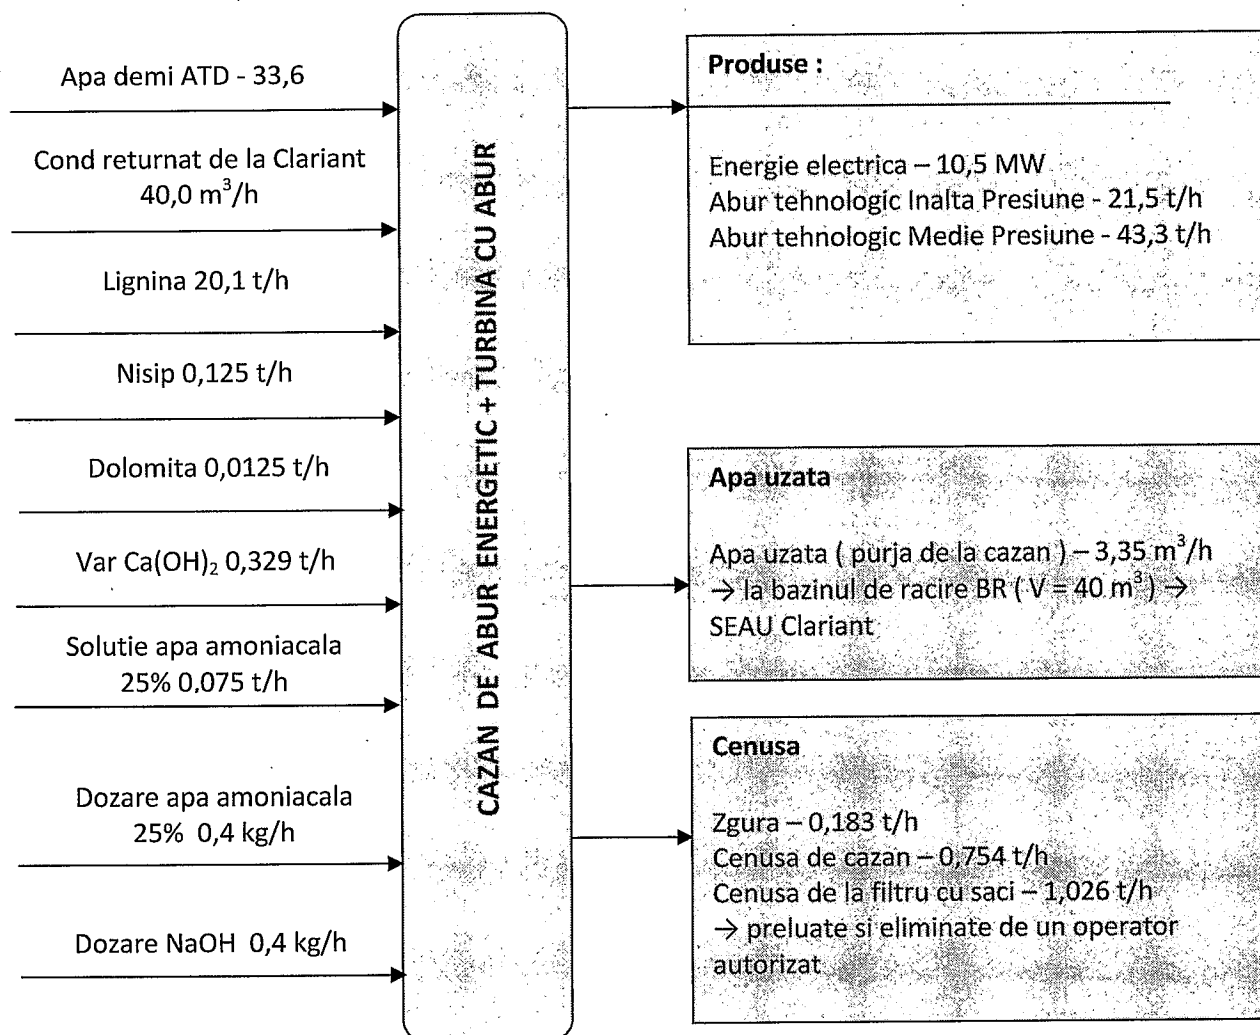 Apa demi ATD - 33,6
Cond returnat de la Clariant
40,0 m³/h
Lignina 20,1 t/h
Nisip 0,125 t/h
Dolomita 0,0125 t/h
Var Ca(OH)₂ 0,329 t/h
Solutie apa amoniacala
25% 0,075 t/h
Dozare apa amoniacala
25% 0,4 kg/h
Dozare NaOH 0,4 kg/h
CAZAN DE ABUR ENERGETIC + TURBINA CU ABUR
Produse :
Energie electrica – 10,5 MW
Abur tehnologic Inalta Presiune - 21,5 t/h
Abur tehnologic Medie Presiune - 43,3 t/h
Apa uzata
Apa uzata ( purja de la cazan ) – 3,35 m³/h
→ la bazinul de racire BR ( V = 40 m³ ) →
SEAU Clariant
Cenusa
Zgura – 0,183 t/h
Cenusa de cazan – 0,754 t/h
Cenusa de la filtru cu saci – 1,026 t/h
→ preluate si eliminate de un operator
autorizat